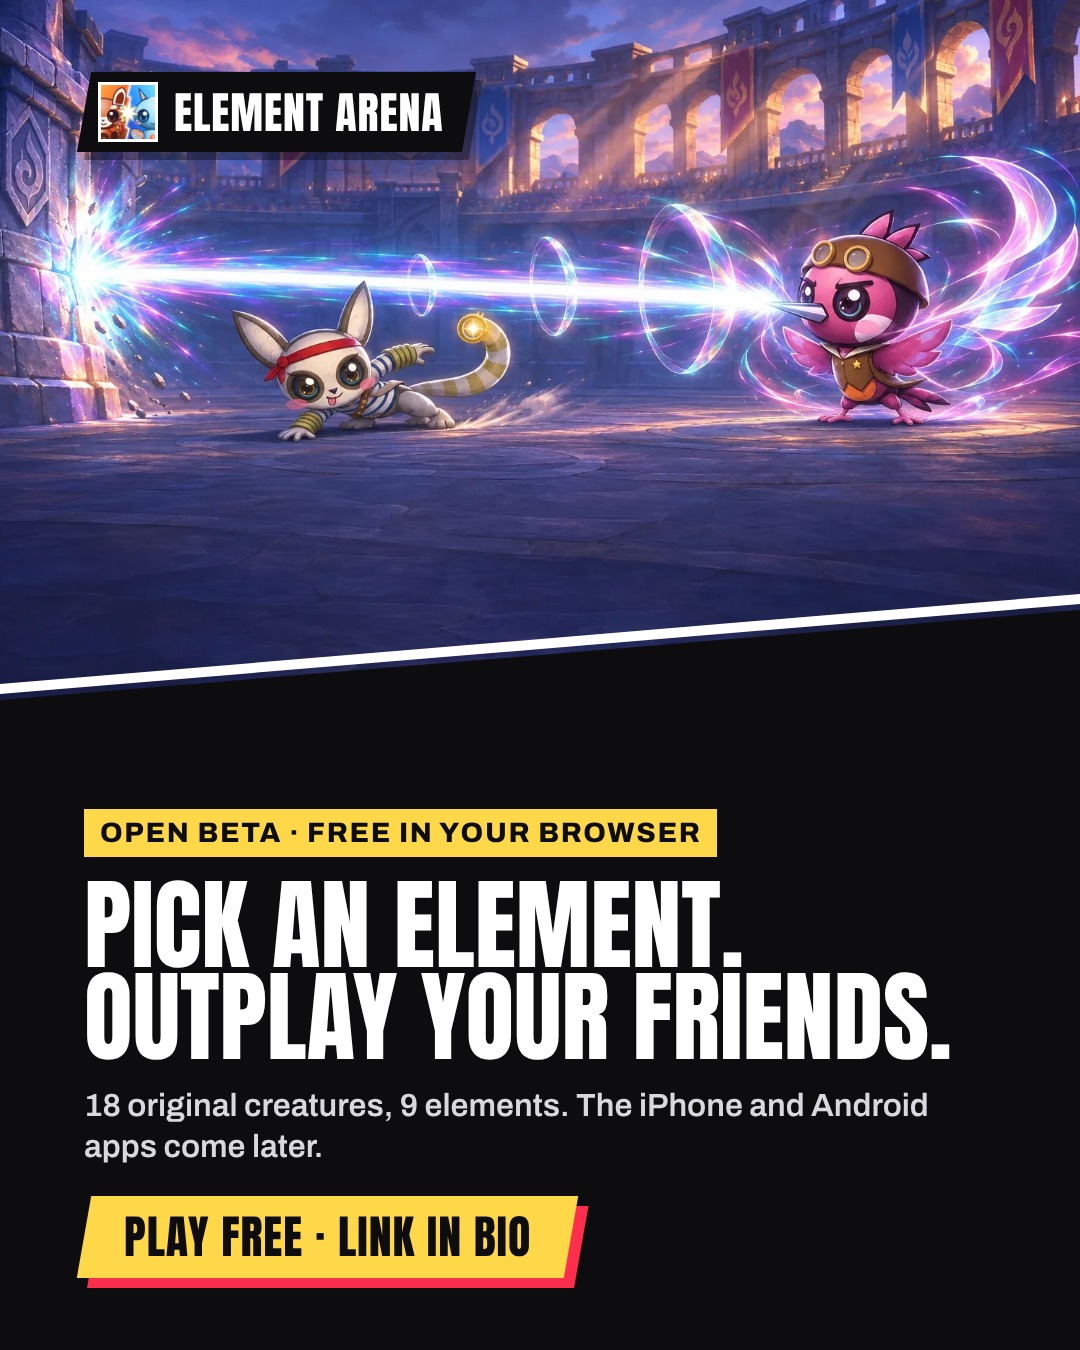 ELEMENT ARENA
OPEN BETA · FREE IN YOUR BROWSER
PICK AN ELEMENT.
OUTPLAY YOUR FRIENDS.
18 original creatures, 9 elements. The iPhone and Android
apps come later.
PLAY FREE · LINK IN BIO